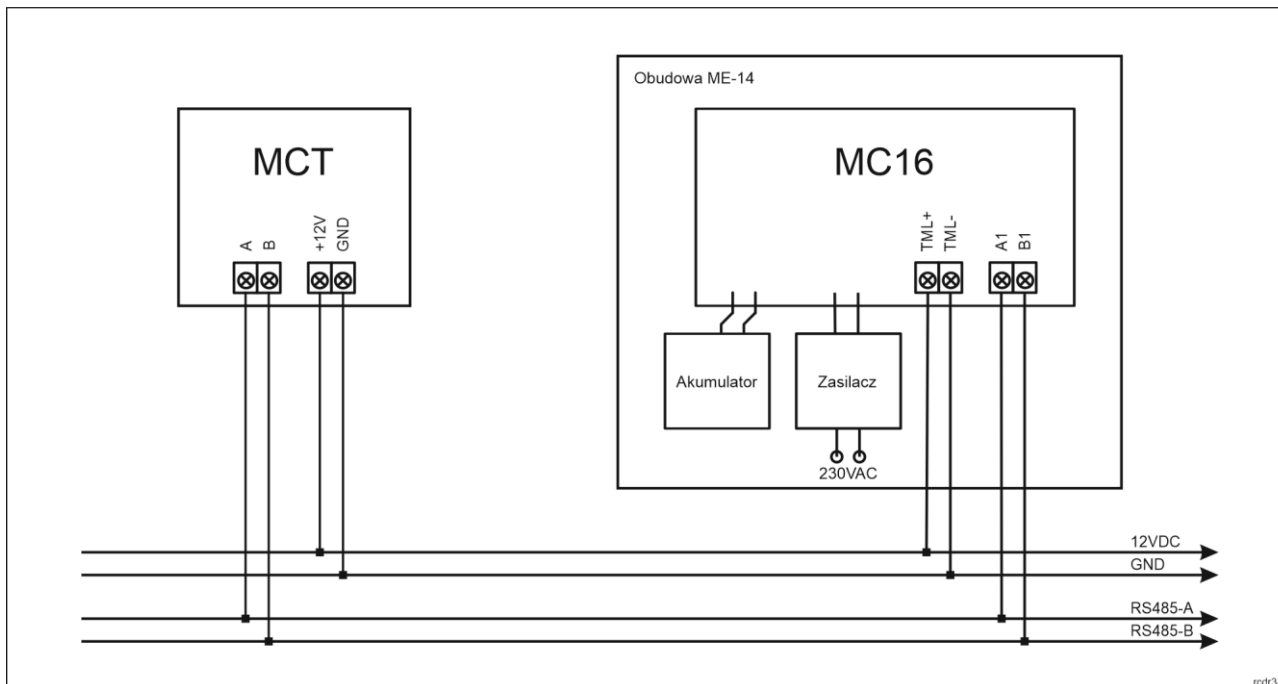 Obudowa ME-14
MCT
MC16
A
B
+12V
GND
TML+
TML-
A1
B1
Akumulator
Zasilacz
230VAC
12VDC
GND
RS485-A
RS485-B